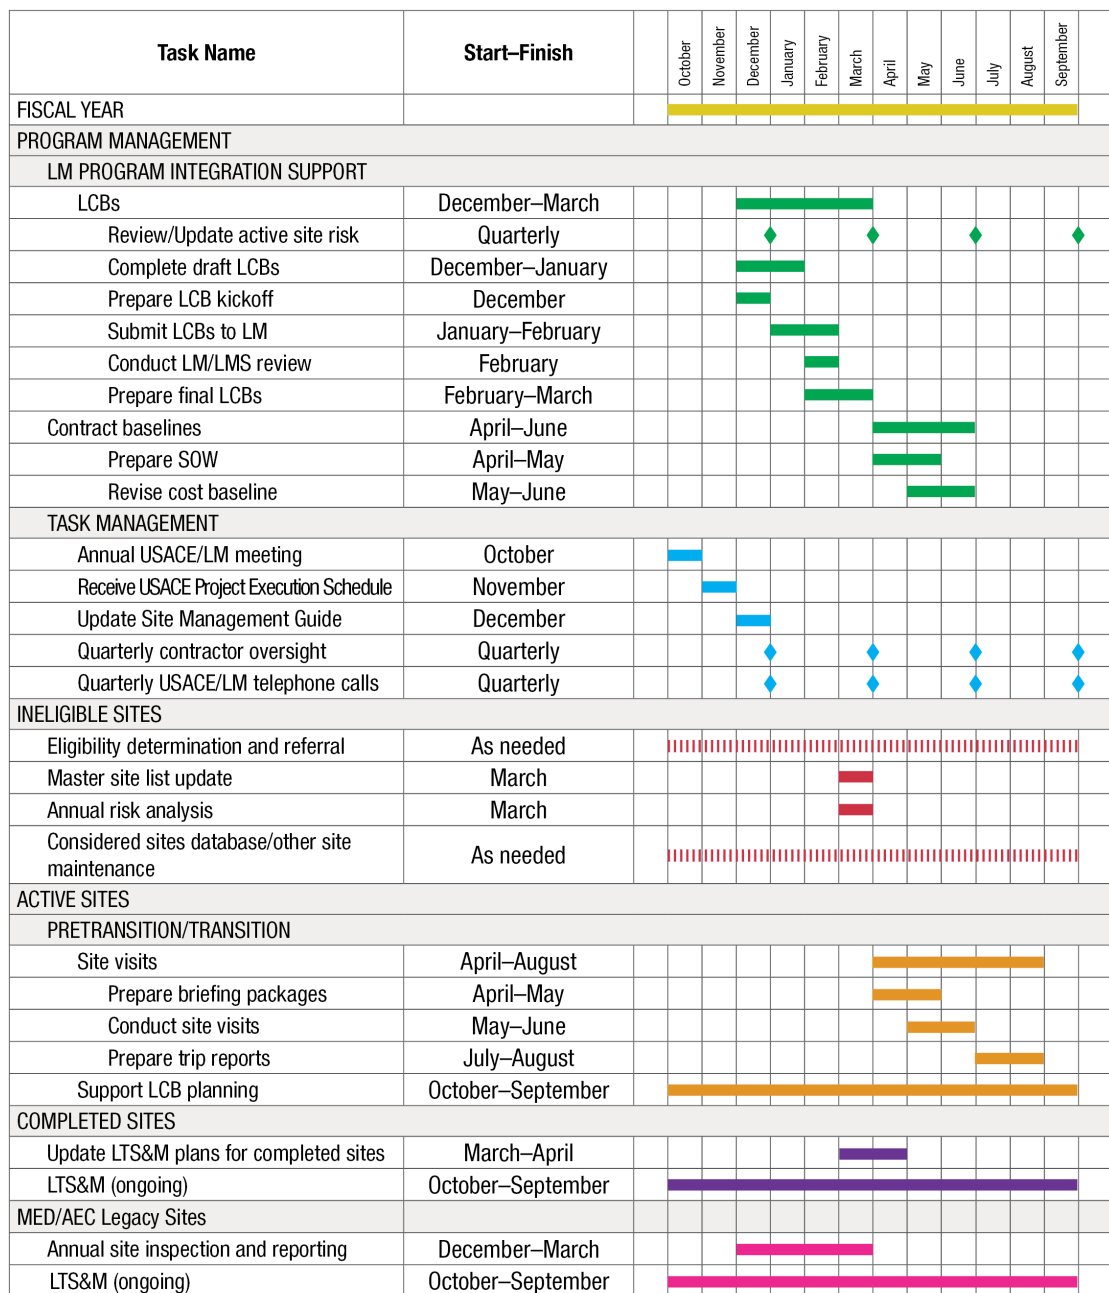 Task Name Start–Finish October November December January February March April May June July August September
FISCAL YEAR
PROGRAM MANAGEMENT
LM PROGRAM INTEGRATION SUPPORT
LCBs December–March
Review/Update active site risk Quarterly
Complete draft LCBs December–January
Prepare LCB kickoff December
Submit LCBs to LM January–February
Conduct LM/LMS review February
Prepare final LCBs February–March
Contract baselines April–June
Prepare SOW April–May
Revise cost baseline May–June
TASK MANAGEMENT
Annual USACE/LM meeting October
Receive USACE Project Execution Schedule November
Update Site Management Guide December
Quarterly contractor oversight Quarterly
Quarterly USACE/LM telephone calls Quarterly
INELIGIBLE SITES
Eligibility determination and referral As needed
Master site list update March
Annual risk analysis March
Considered sites database/other site
maintenance As needed
ACTIVE SITES
PRETRANSITION/TRANSITION
Site visits April–August
Prepare briefing packages April–May
Conduct site visits May–June
Prepare trip reports July–August
Support LCB planning October–September
COMPLETED SITES
Update LTS&M plans for completed sites March–April
LTS&M (ongoing) October–September
MED/AEC Legacy Sites
Annual site inspection and reporting December–March
LTS&M (ongoing) October–September